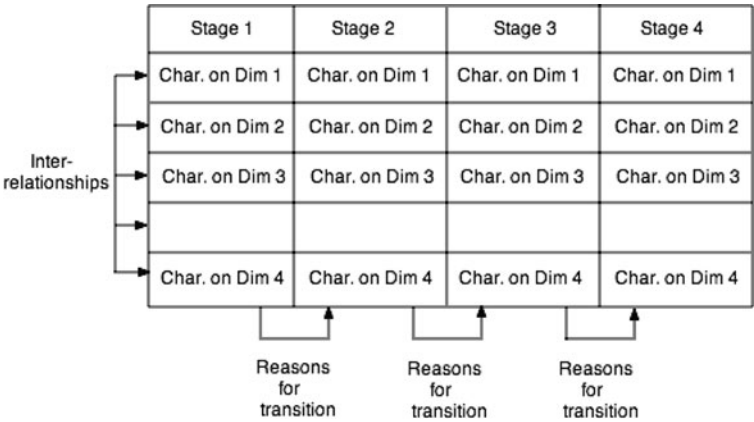 Stage 1 Stage 2 Stage 3 Stage 4
Char. on Dim 1 Char. on Dim 1 Char. on Dim 1 Char. on Dim 1
Char. on Dim 2 Char. on Dim 2 Char. on Dim 2 Char. on Dim 2
Inter-
relationships
Char. on Dim 3 Char. on Dim 3 Char. on Dim 3 Char. on Dim 3
Char. on Dim 4 Char. on Dim 4 Char. on Dim 4 Char. on Dim 4
Reasons
for
transition
Reasons
for
transition
Reasons
for
transition